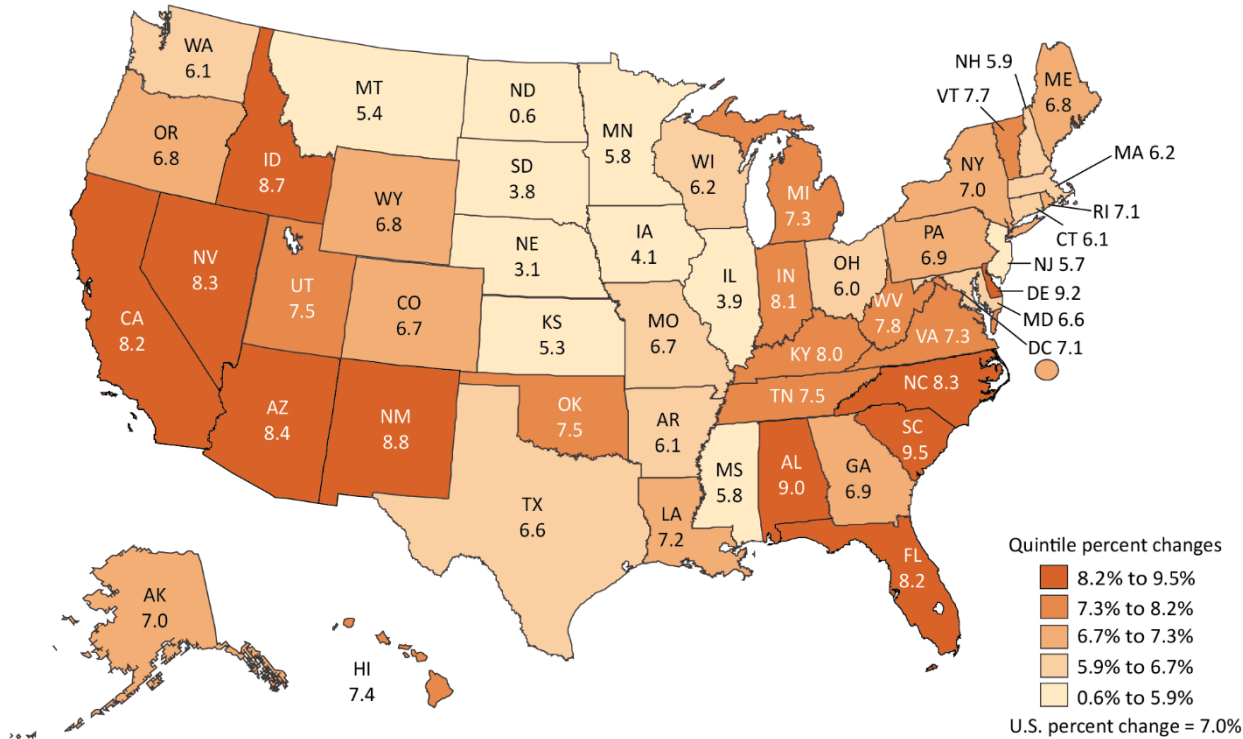 WA
6.1
MT
5.4
ND
0.6
MN
5.8
NH 5.9
ME
6.8
VT 7.7
OR
6.8
ID
8.7
SD
3.8
WI
6.2
NY
7.0
MA 6.2
WY
6.8
MI
7.3
RI 7.1
CT 6.1
NV
8.3
NE
3.1
IA
4.1
PA
6.9
NJ 5.7
UT
7.5
CO
6.7
IL
3.9
IN
8.1
OH
6.0
DE 9.2
MD 6.6
WV
7.8
CA
8.2
KS
5.3
MO
6.7
VA 7.3
DC 7.1
KY 8.0
AZ
8.4
NM
8.8
OK
7.5
AR
6.1
TN 7.5
NC 8.3
SC
9.5
MS
5.8
AL
9.0
GA
6.9
TX
6.6
LA
7.2
FL
8.2
AK
7.0
HI
7.4
Quintile percent changes
8.2% to 9.5%
7.3% to 8.2%
6.7% to 7.3%
5.9% to 6.7%
0.6% to 5.9%
U.S. percent change = 7.0%